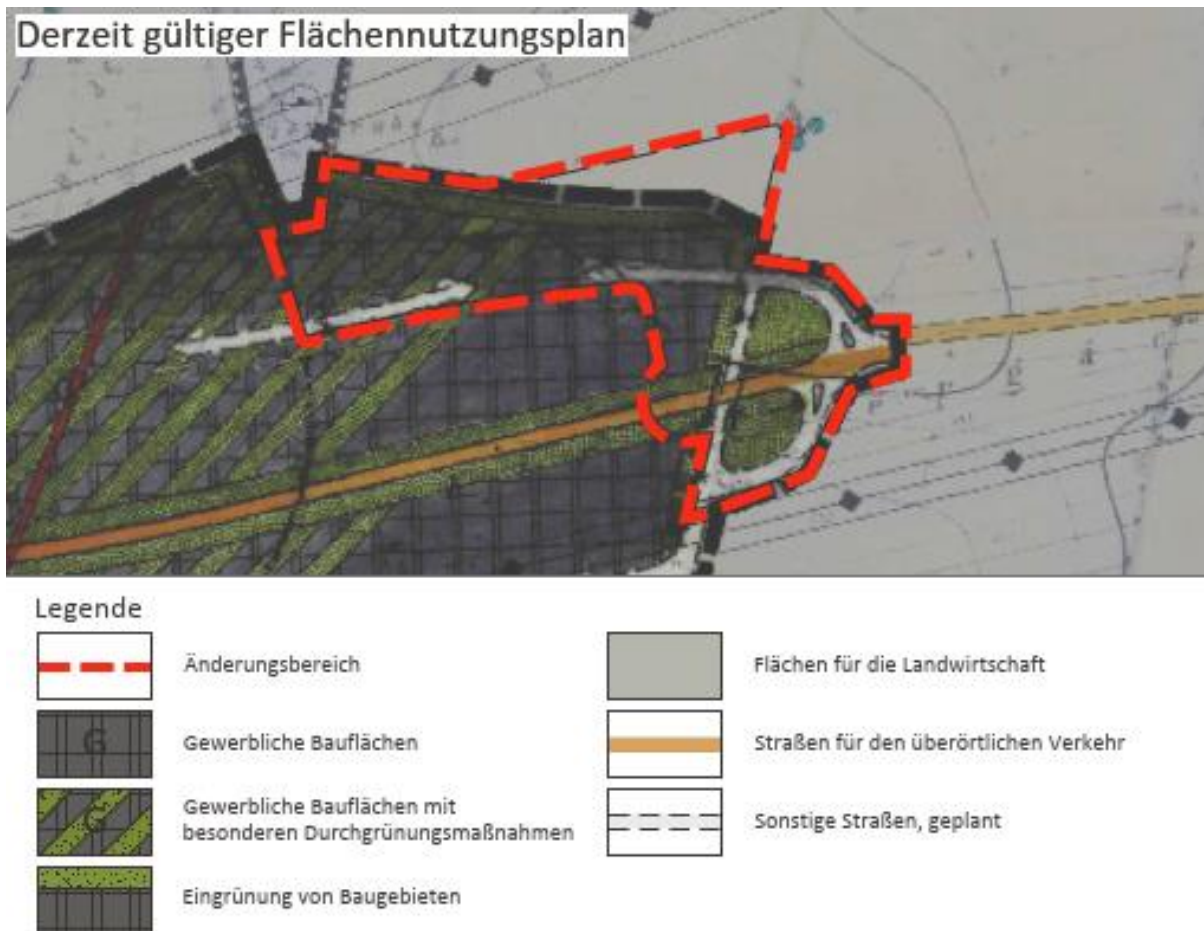 Derzeit gültiger Flächennutzungsplan
Legende
Änderungsbereich
G
Gewerbliche Bauflächen
G
Gewerbliche Bauflächen mit
besonderen Durchgrünungsmaßnahmen
Eingrünung von Baugebieten
Flächen für die Landwirtschaft
Straßen für den überörtlichen Verkehr
Sonstige Straßen, geplant